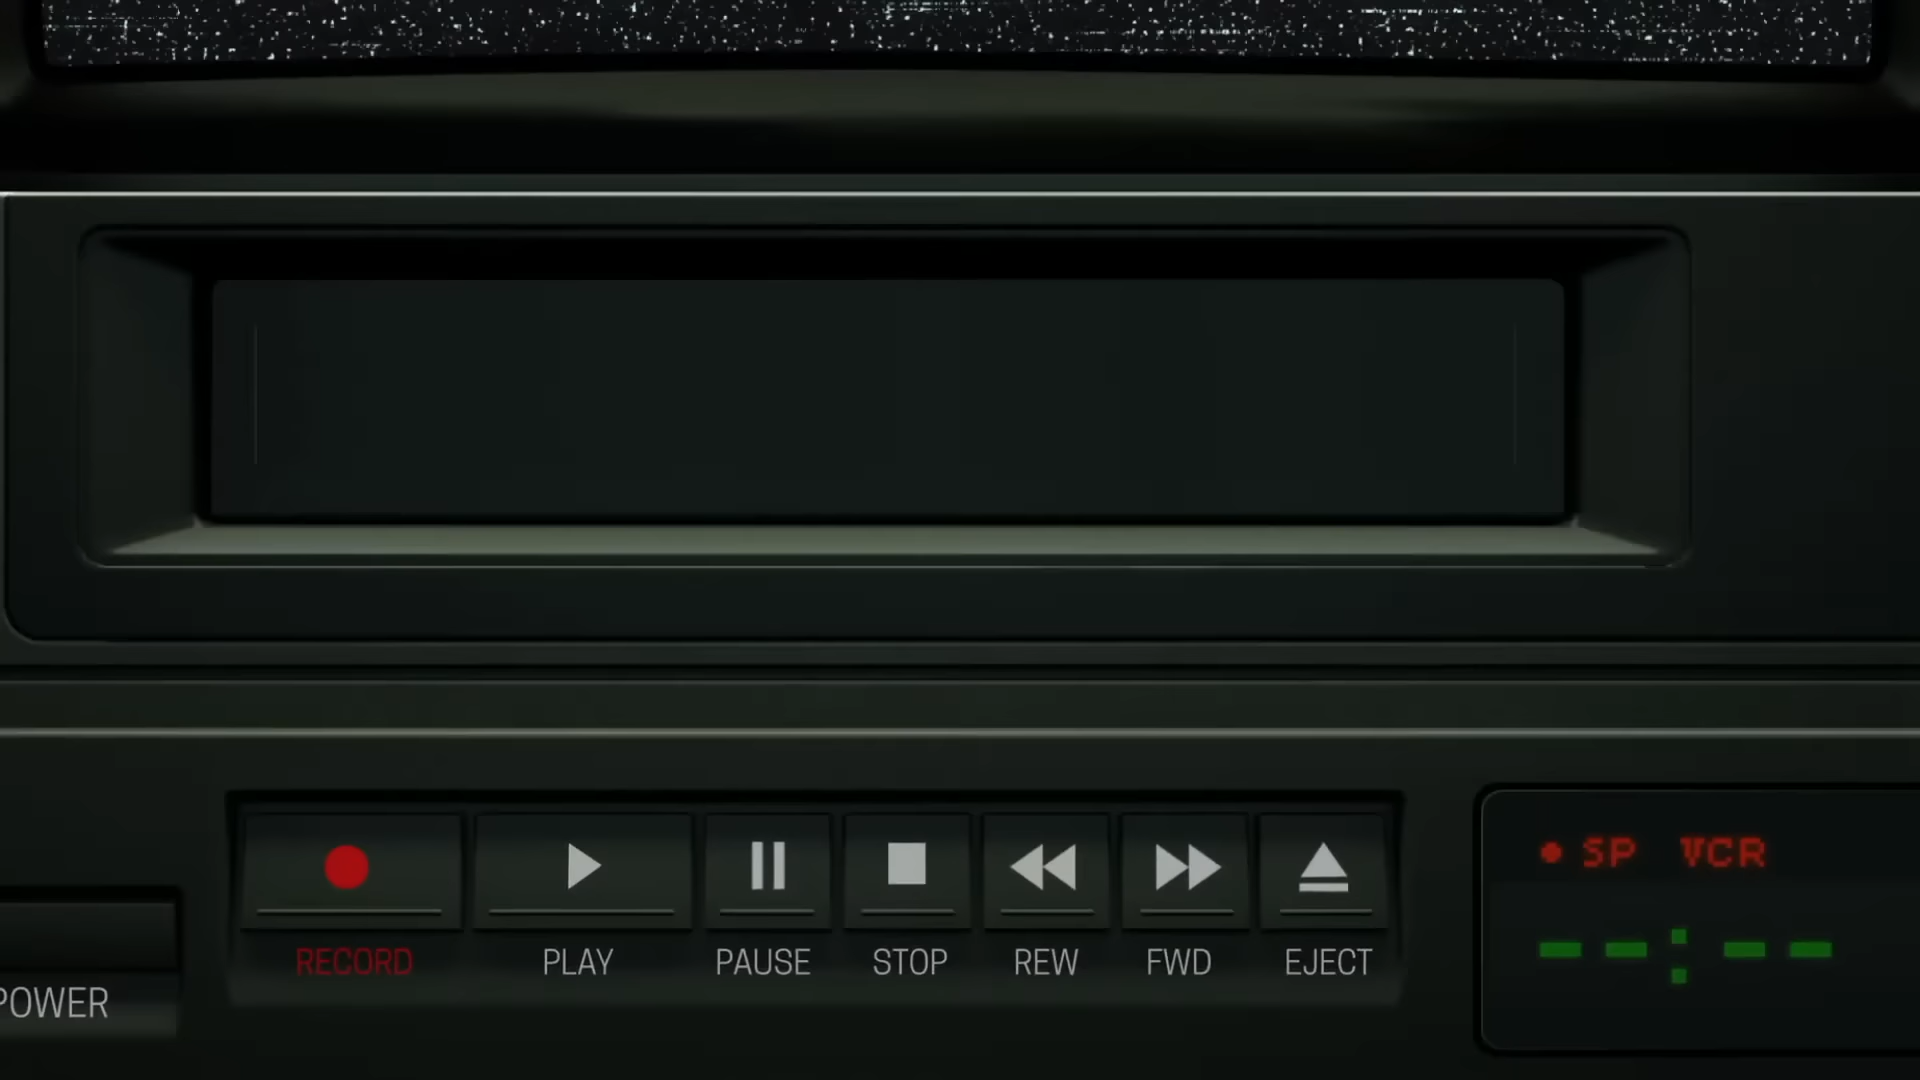 SP VCR
--:--
RECORD PLAY PAUSE STOP REW FWD EJECT
POWER